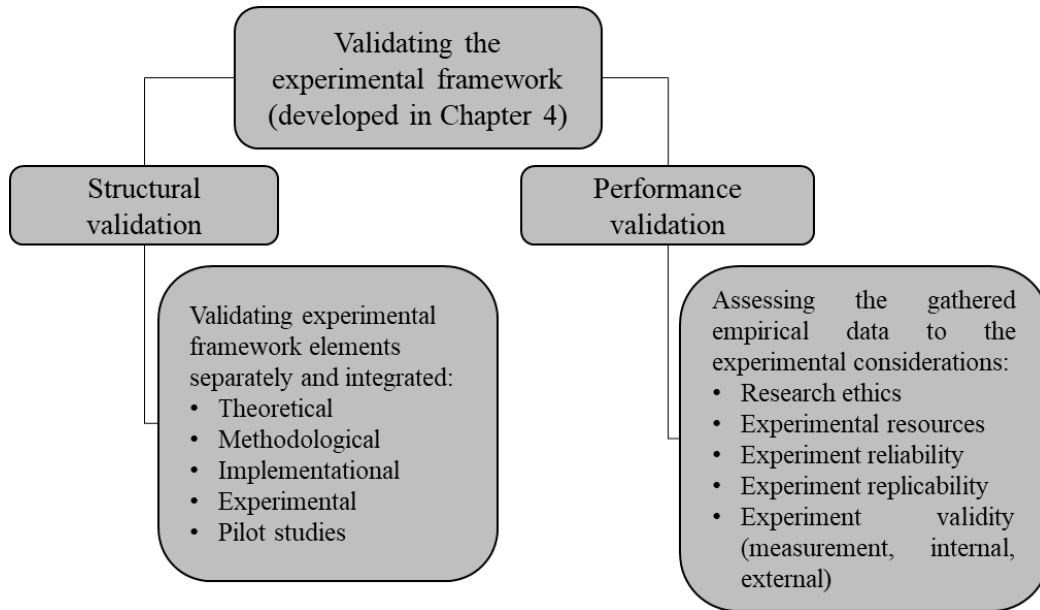 Validating the
experimental framework
(developed in Chapter 4)
Structural
validation
Performance
validation
Validating experimental
framework elements
separately and integrated:
• Theoretical
• Methodological
• Implementational
• Experimental
• Pilot studies
Assessing the gathered
empirical data to the
experimental considerations:
• Research ethics
• Experimental resources
• Experiment reliability
• Experiment replicability
• Experiment validity
(measurement, internal,
external)